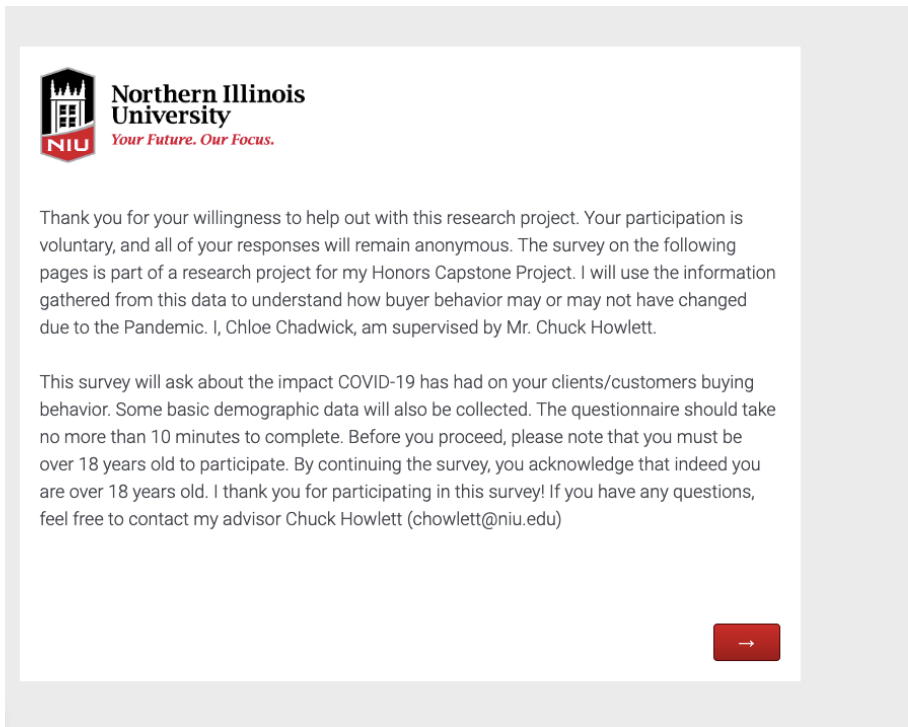 Northern Illinois
University
Your Future. Our Focus.
NIU
Thank you for your willingness to help out with this research project. Your participation is
voluntary, and all of your responses will remain anonymous. The survey on the following
pages is part of a research project for my Honors Capstone Project. I will use the information
gathered from this data to understand how buyer behavior may or may not have changed
due to the Pandemic. I, Chloe Chadwick, am supervised by Mr. Chuck Howlett.
This survey will ask about the impact COVID-19 has had on your clients/customers buying
behavior. Some basic demographic data will also be collected. The questionnaire should take
no more than 10 minutes to complete. Before you proceed, please note that you must be
over 18 years old to participate. By continuing the survey, you acknowledge that indeed you
are over 18 years old. I thank you for participating in this survey! If you have any questions,
feel free to contact my advisor Chuck Howlett (chowlett@niu.edu)
→